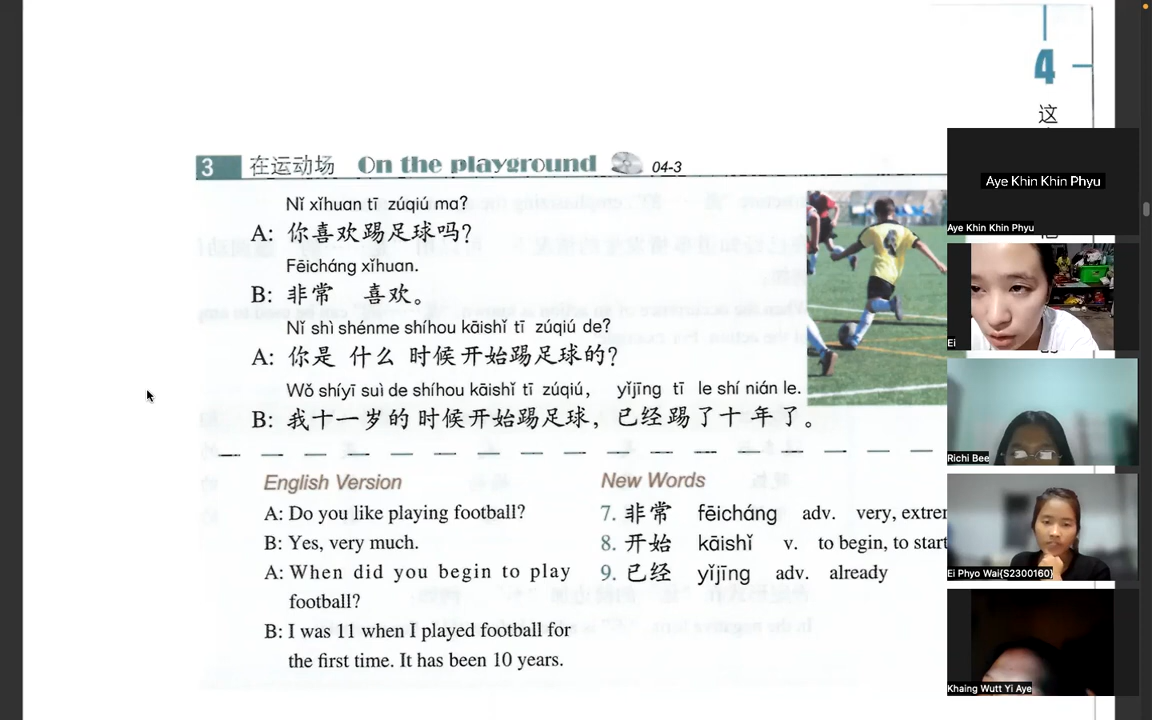 4
这
3 在运动场 On the playground 04-3
Nǐ xǐhuan tī zúqiú ma?
A: 你喜欢踢足球吗?
Fēicháng xǐhuan.
B: 非常 喜欢。
Nǐ shì shénme shíhou kāishǐ tī zúqiú de?
A: 你是 什么 时候开始踢足球的?
Wǒ shíyī suì de shíhou kāishǐ tī zúqiú, yǐjīng tī le shí nián le.
B: 我十一岁的 时候开始踢足球, 已经踢了十年了。
English Version
A: Do you like playing football?
B: Yes, very much.
A: When did you begin to play
football?
B: I was 11 when I played football for
the first time. It has been 10 years.
New Words
7. 非常 fēicháng adv. very,
8. 开始 kāishǐ v. to begin, to start
9. 已经 yǐjīng adv. already
Aye Khin Khin Phyu
Aye Khin Khin Phyu
Ei
Richi Bee
Ei Phyo Wai{S2300160}
Khaing Wutt Yi Aye